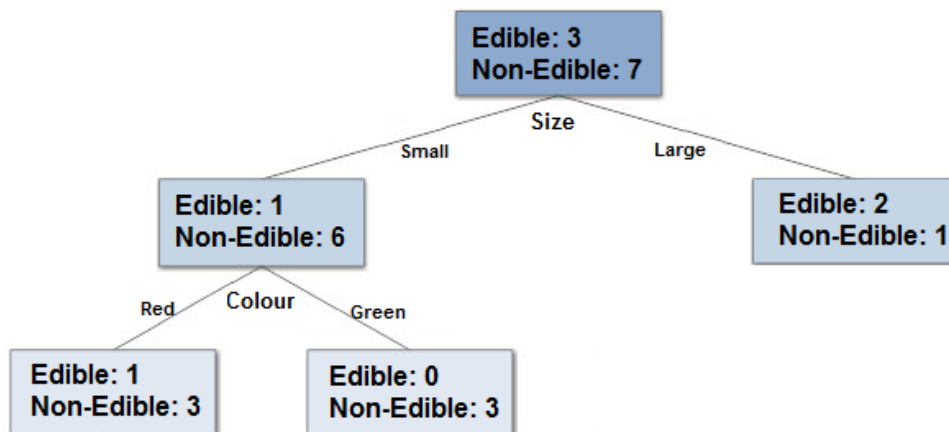 Edible: 3
Non-Edible: 7
Size
Small
Large
Edible: 1
Non-Edible: 6
Edible: 2
Non-Edible: 1
Red
Colour
Green
Edible: 1
Non-Edible: 3
Edible: 0
Non-Edible: 3